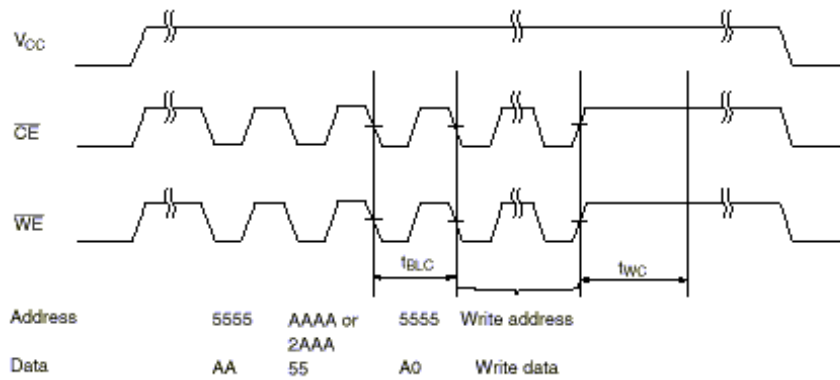 VCC
CE
WE
tBLC
tWC
Address 5555 AAAA or 2AAA 5555 Write address
Data AA 55 A0 Write data